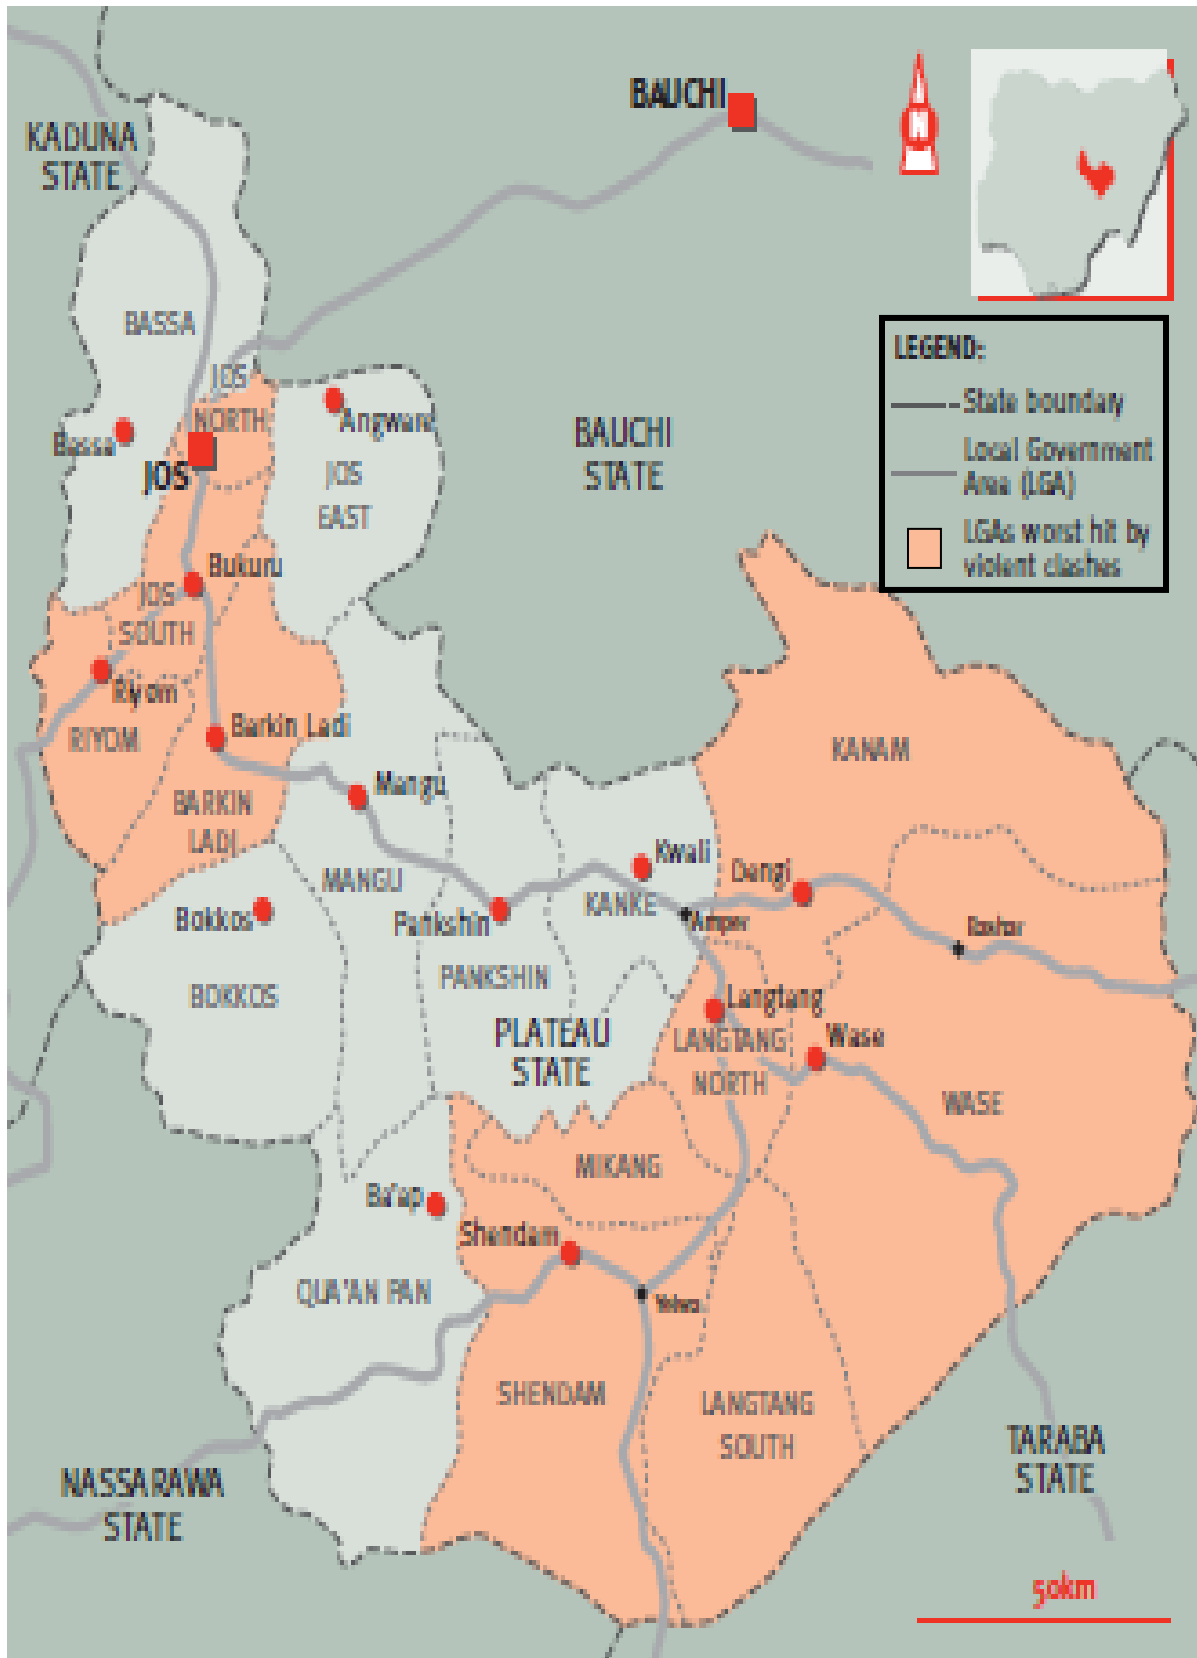 BAUCHI
KADUNA
STATE
LEGEND:
State boundary
Local Government
Area (LGA)
LGAs worst hit by
violent clashes
BASSA
JOS
NORTH
Angware
Bassa
JOS
JOS
EAST
BAUCHI
STATE
Bukuru
JOS
SOUTH
Riyom
RIYOM
Barkin Ladi
BARKIN
LADI
Mangu
MANGU
KANAM
Kwali
KANKE
Dengi
Amper
Bokkos
BOKKOS
Pankshin
PANKSHIN
PLATEAU
STATE
Langtang
LANGTANG
NORTH
Wase
WASE
MIKANG
Ba'ap
Shendam
QUA'AN PAN
Yelwa
SHENDAM
LANGTANG
SOUTH
NASSARAWA
STATE
TARABA
STATE
50km